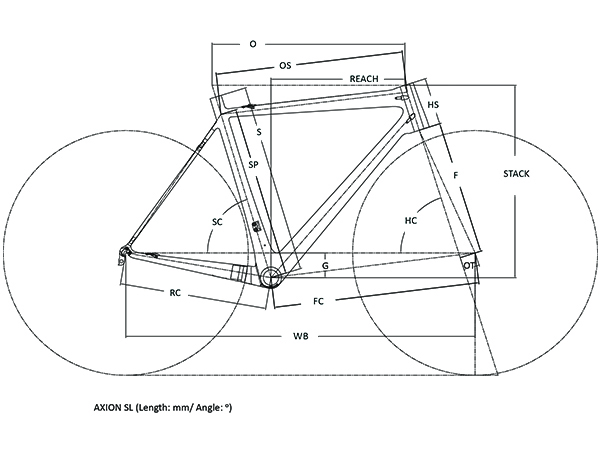 O
OS
REACH
HS
S
SP
F
STACK
SC
HC
G
OT
RC
FC
WB
AXION SL (Length: mm/ Angle: º)